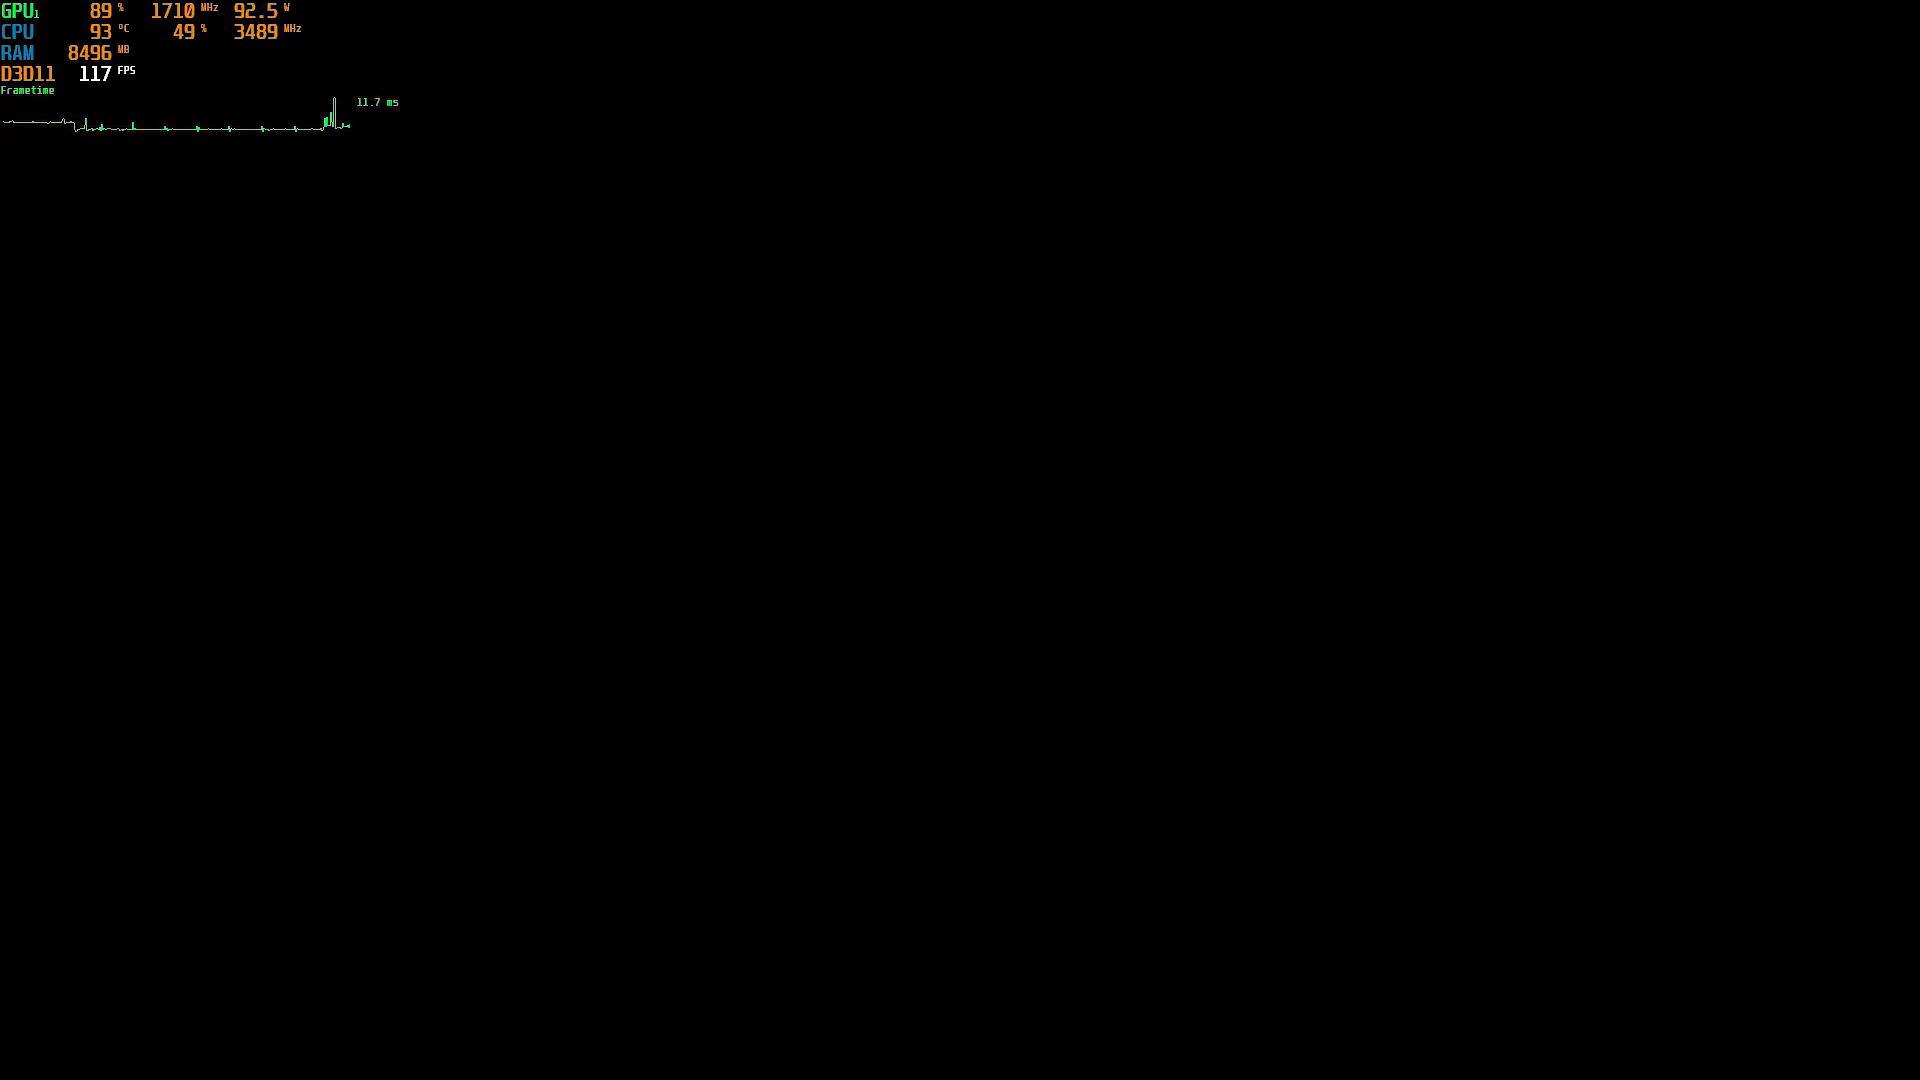 GPU1 89 % 1710 MHz 92.5 W
CPU 93 °C 49 % 3489 MHz
RAM 8496 MB
D3D11 117 FPS
Frametime
11.7 ms